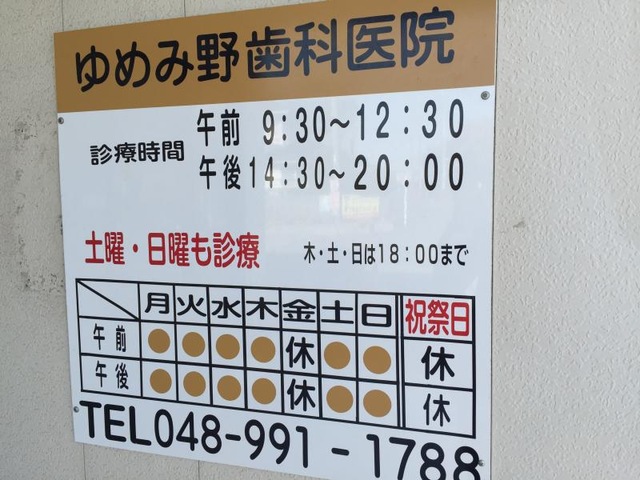 ゆめみ野歯科医院
診療時間 午前 9:30～12:30
午後14:30～20:00
土曜・日曜も診療 木・土・日は18:00まで
月 火 水 木 金 土 日 祝祭日
午前 ● ● ● ● 休 ● ● 休
午後 ● ● ● ● 休 ● ● 休
TEL048-991-1788